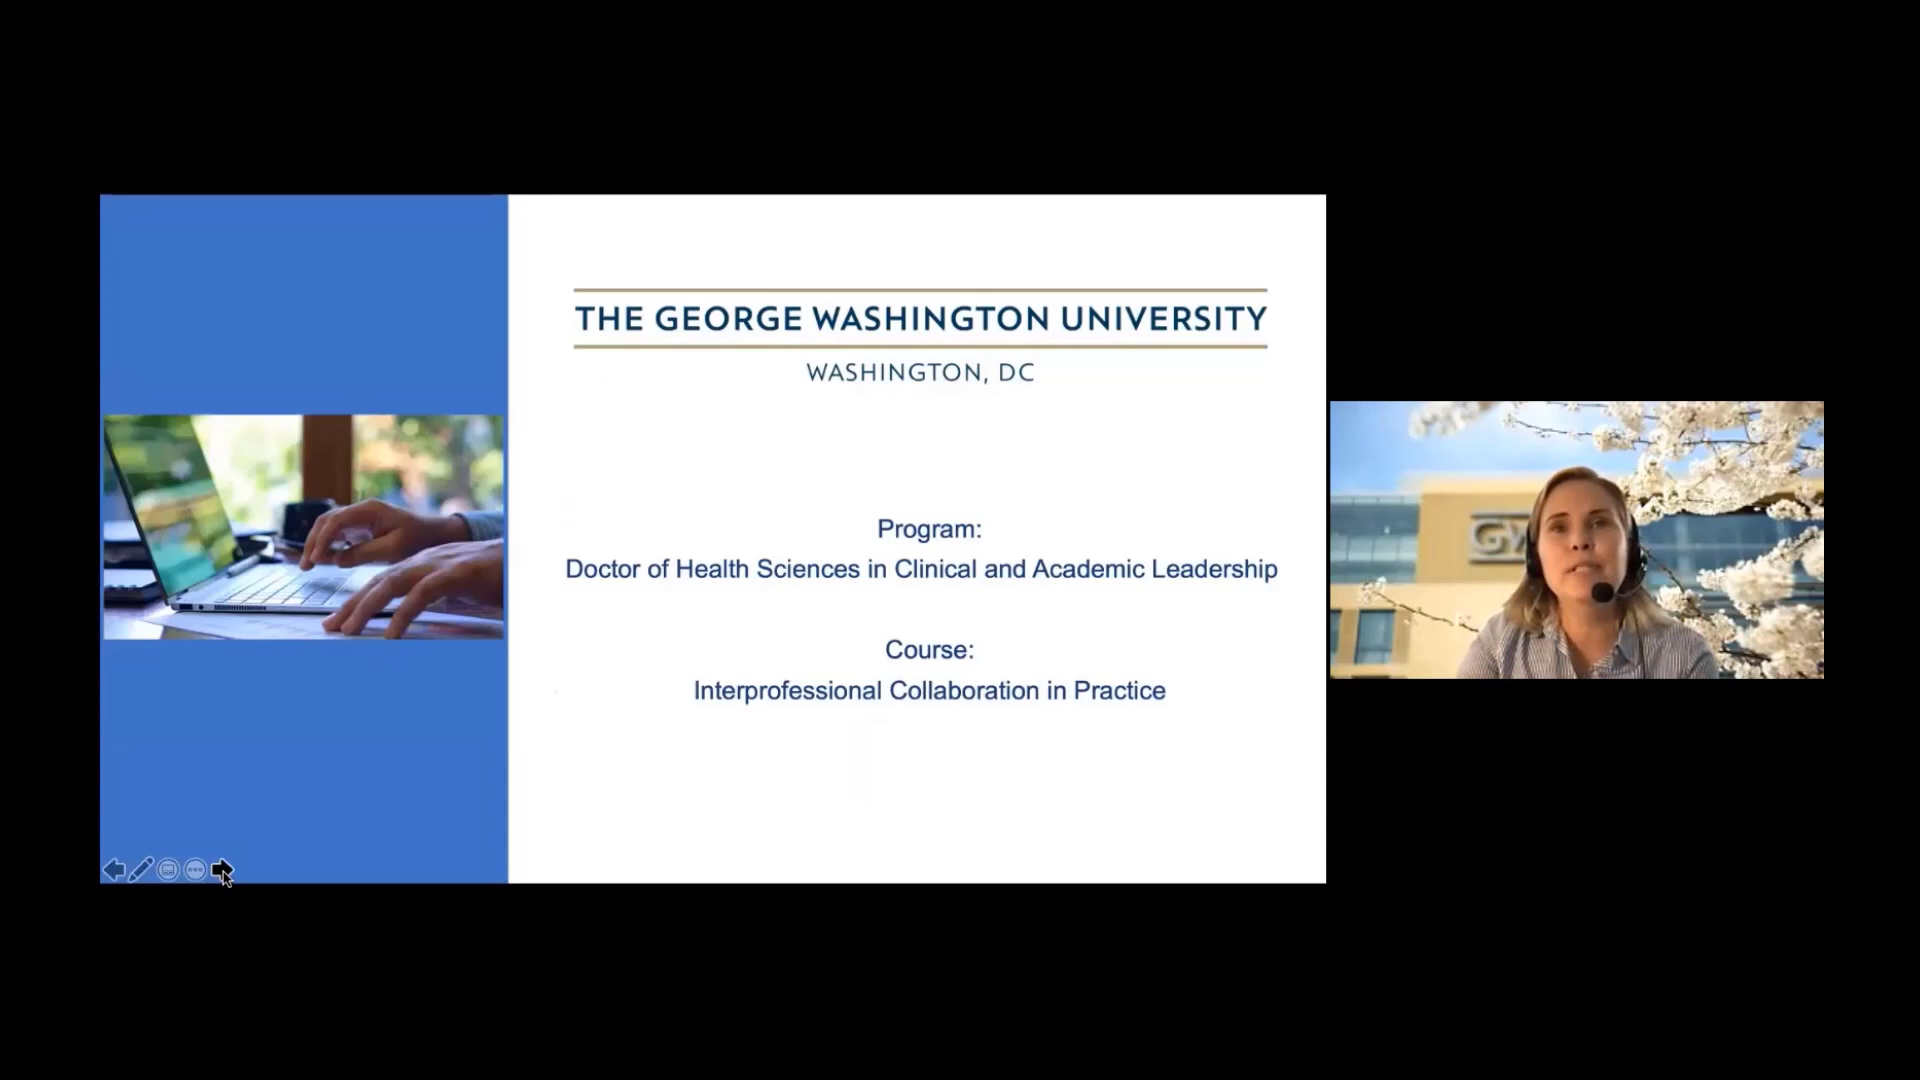 THE GEORGE WASHINGTON UNIVERSITY
WASHINGTON, DC
Program:
Doctor of Health Sciences in Clinical and Academic Leadership
Course:
Interprofessional Collaboration in Practice
GW